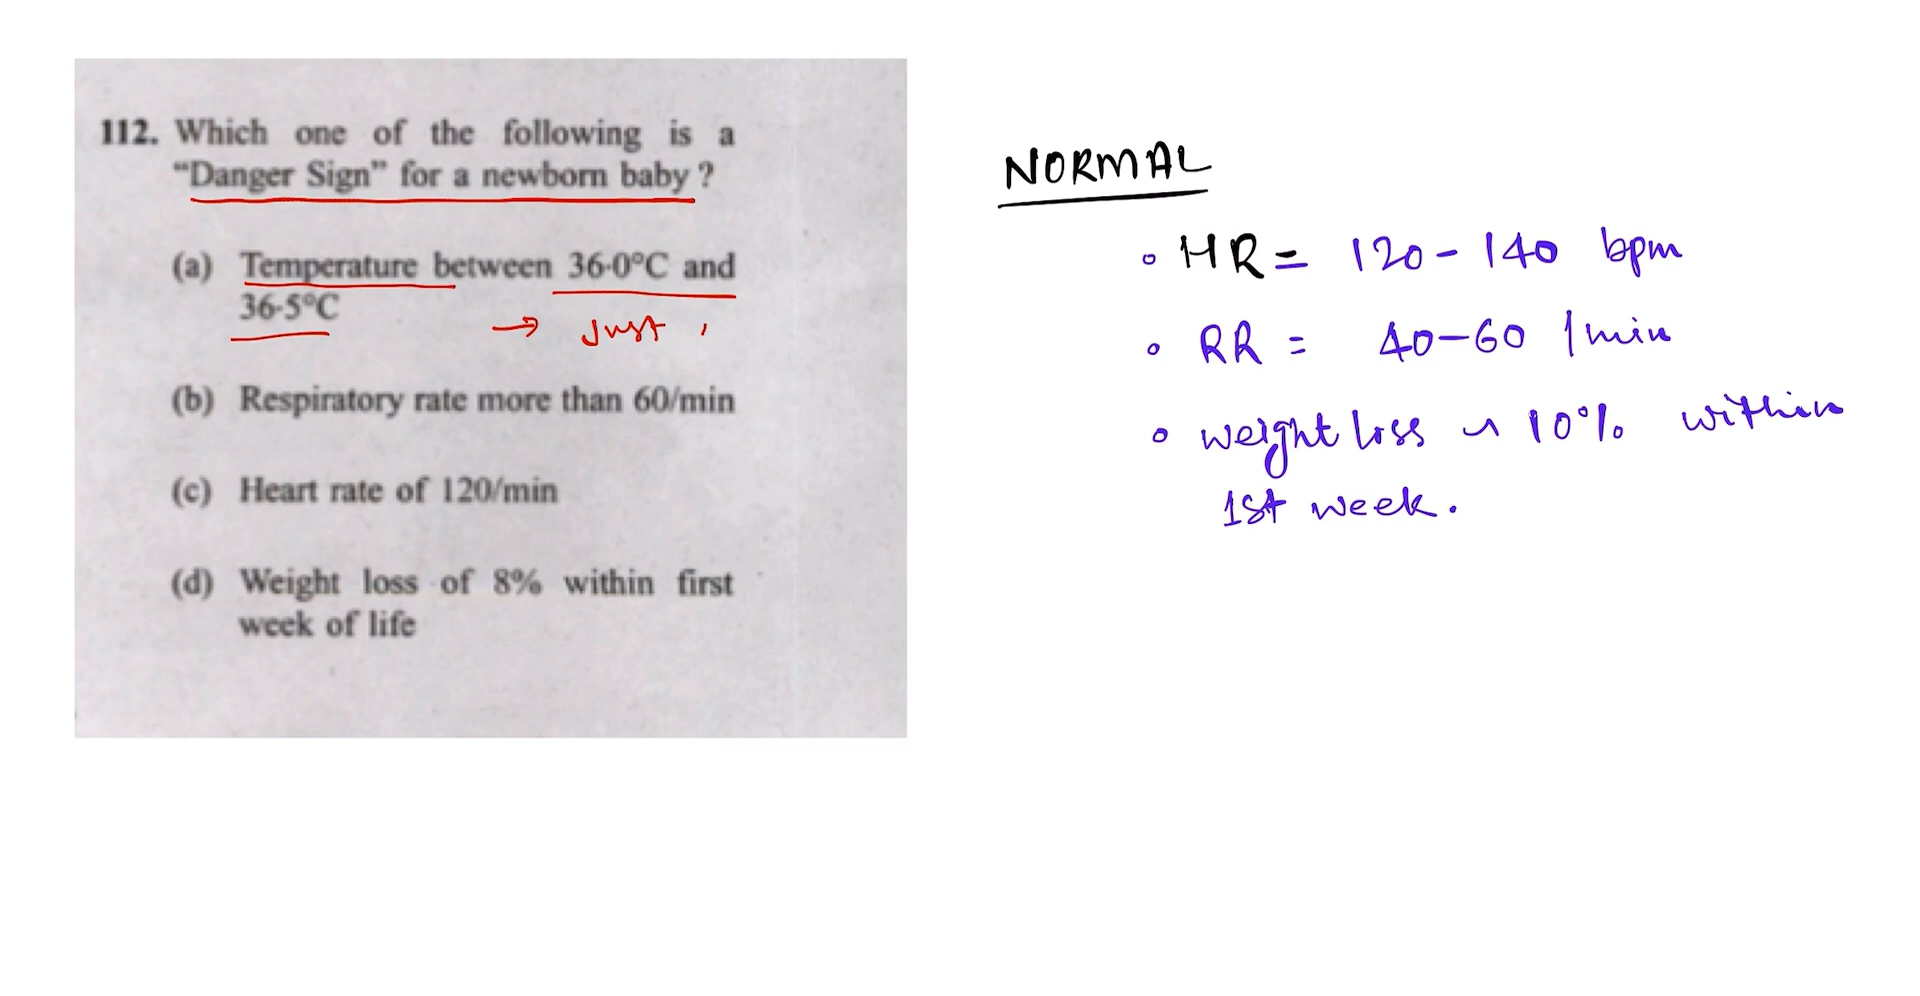 112. Which one of the following is a
"Danger Sign" for a newborn baby ?
(a) Temperature between 36·0°C and
36·5°C
→ Just
(b) Respiratory rate more than 60/min
(c) Heart rate of 120/min
(d) Weight loss of 8% within first
week of life
NORMAL
• HR = 120-140 bpm
• RR = 40-60 /min
• weight loss ~ 10% within
1st week.